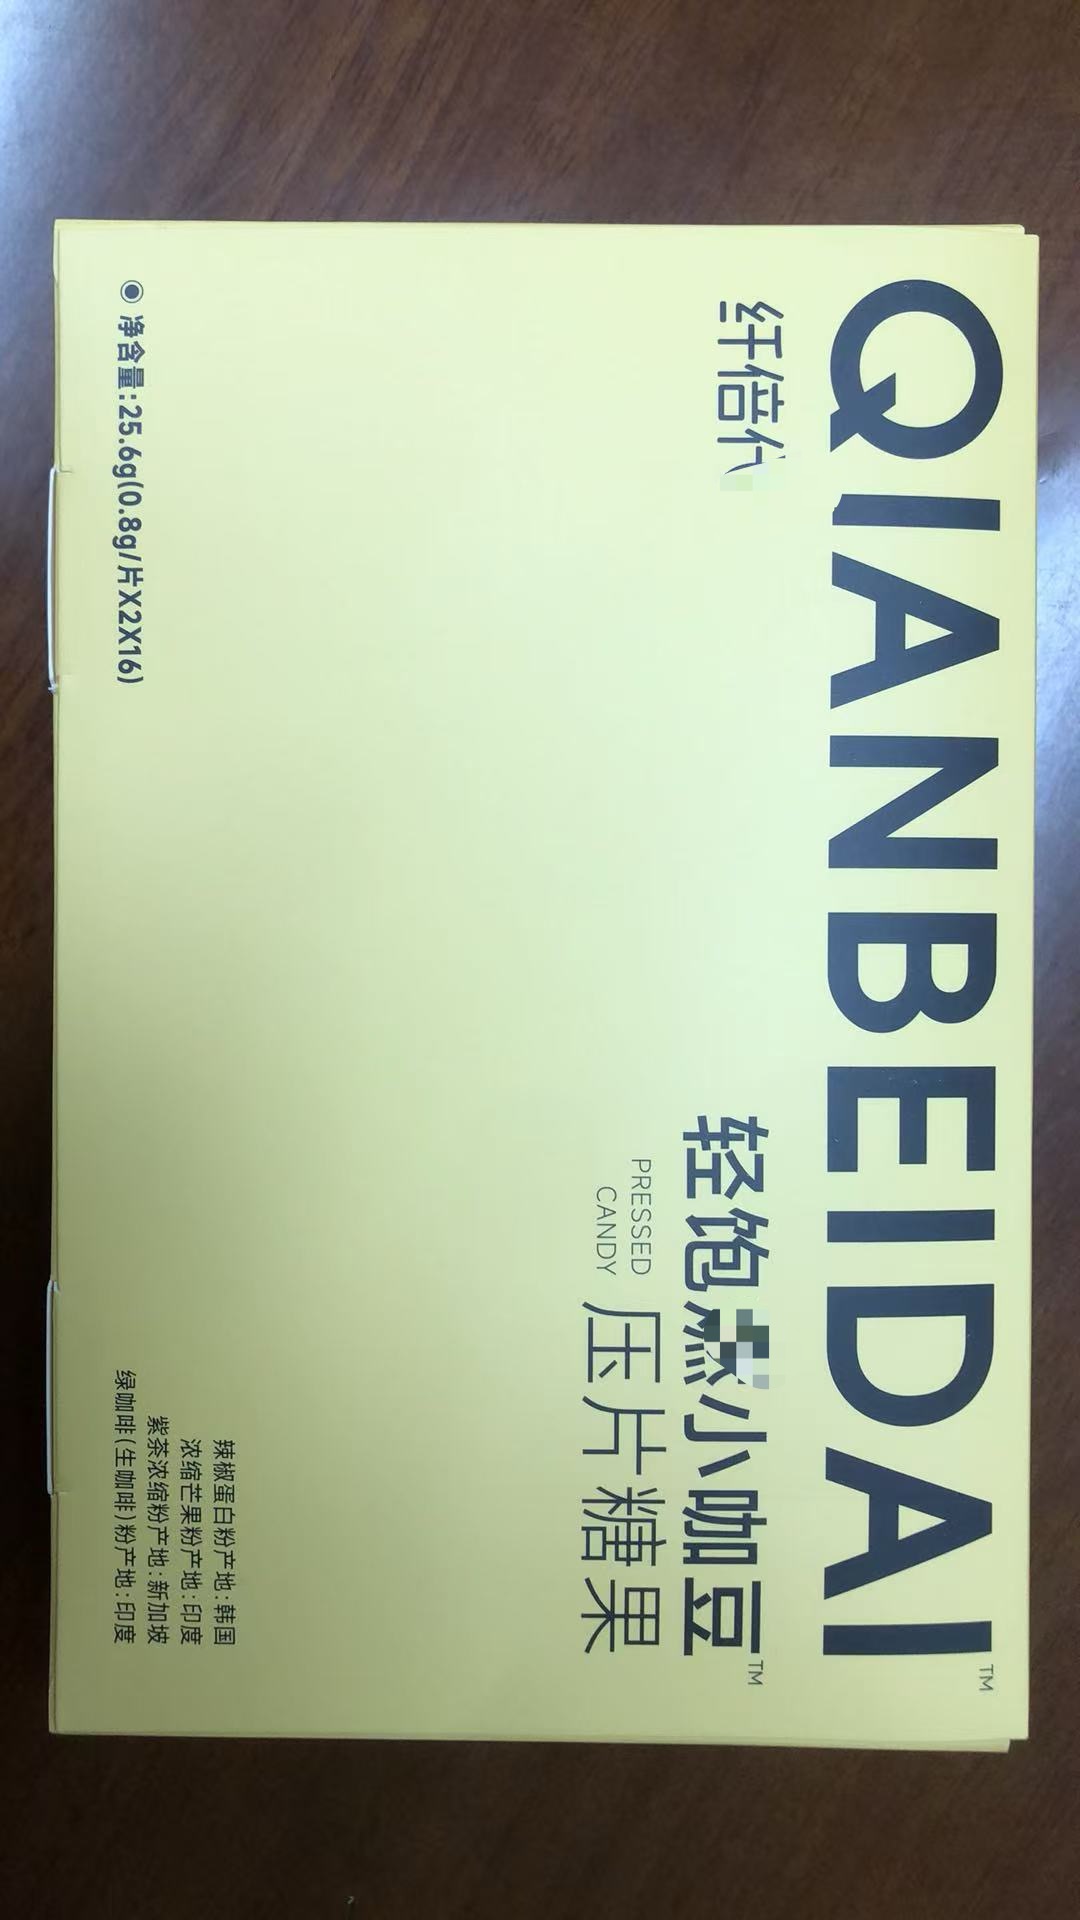 QIANBEIDAI™
纤倍代
轻饱燃小咖豆™
PRESSED
CANDY
压片糖果
辣椒蛋白粉产地:韩国
浓缩芒果粉产地:印度
紫茶浓缩粉产地:新加坡
绿咖啡(生咖啡)粉产地:印度
净含量:25.6g(0.8g/片X2X16)